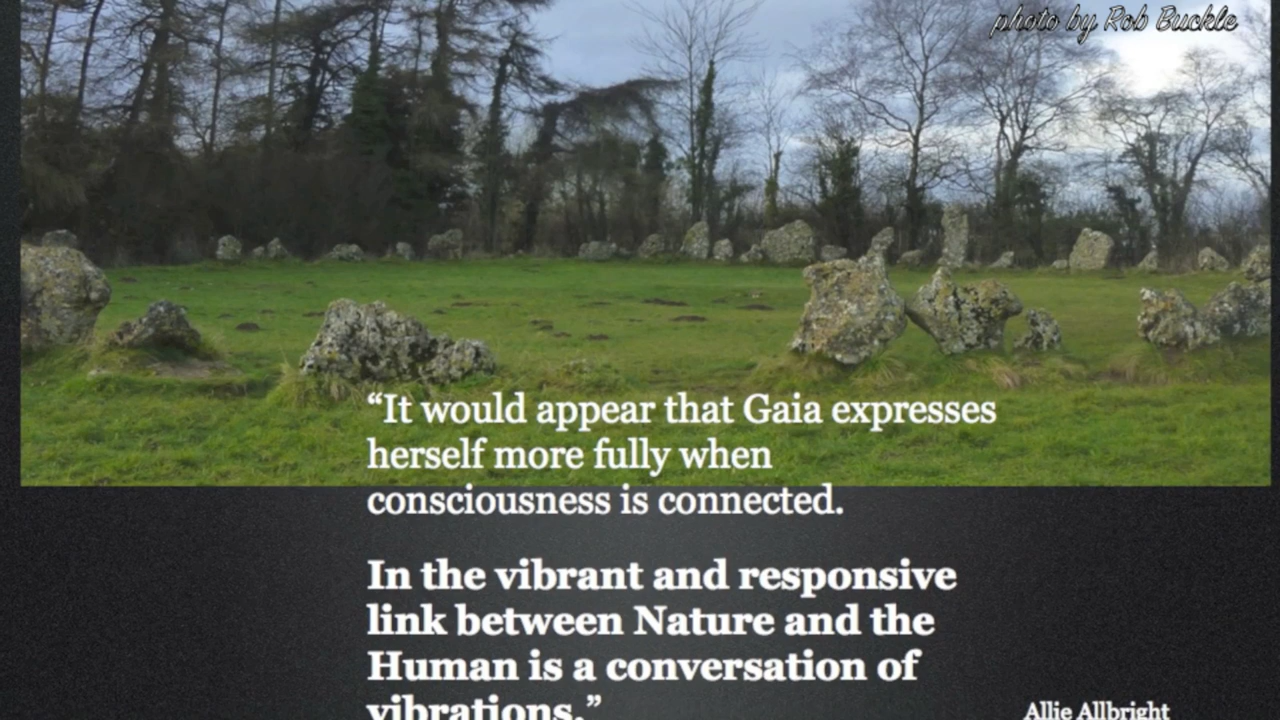 photo by Rob Buckle
“It would appear that Gaia expresses
herself more fully when
consciousness is connected.
In the vibrant and responsive
link between Nature and the
Human is a conversation of
vibrations.”
Allie Allbright